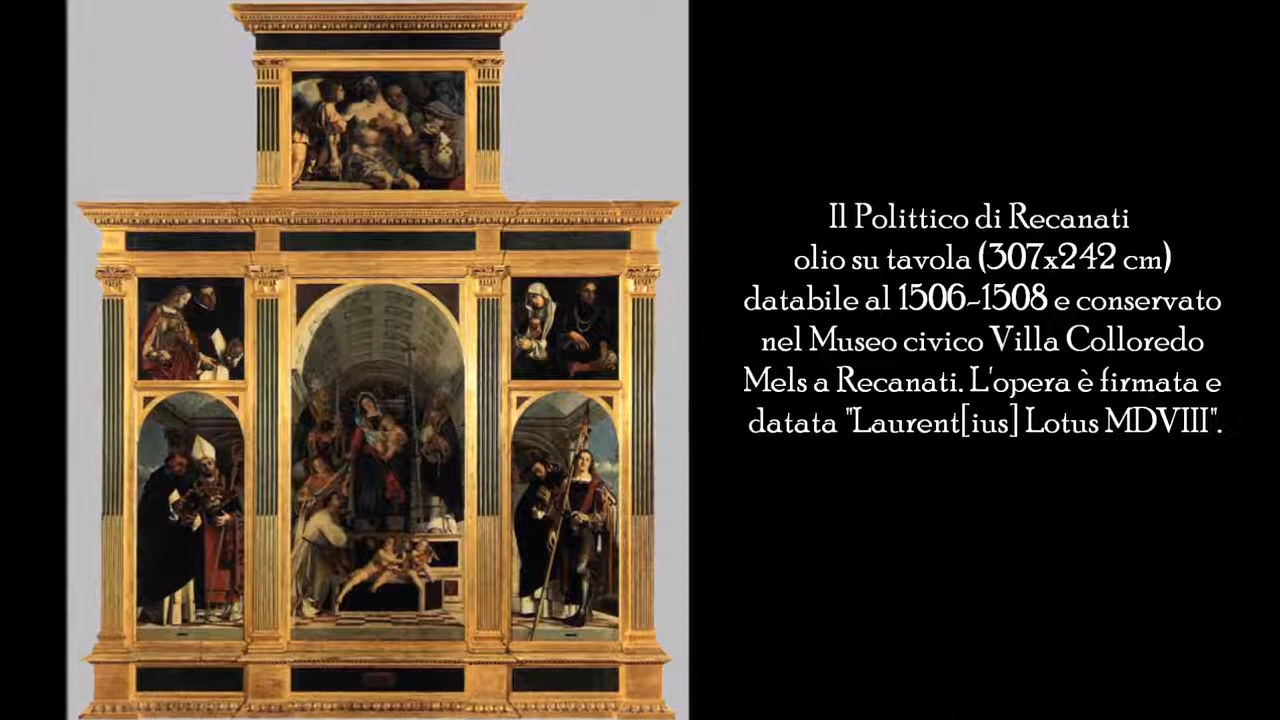 Il Polittico di Recanati
olio su tavola (307x242 cm)
databile al 1506-1508 e conservato
nel Museo civico Villa Colloredo
Mels a Recanati. L'opera è firmata e
datata "Laurent[ius] Lotus MDVIII".